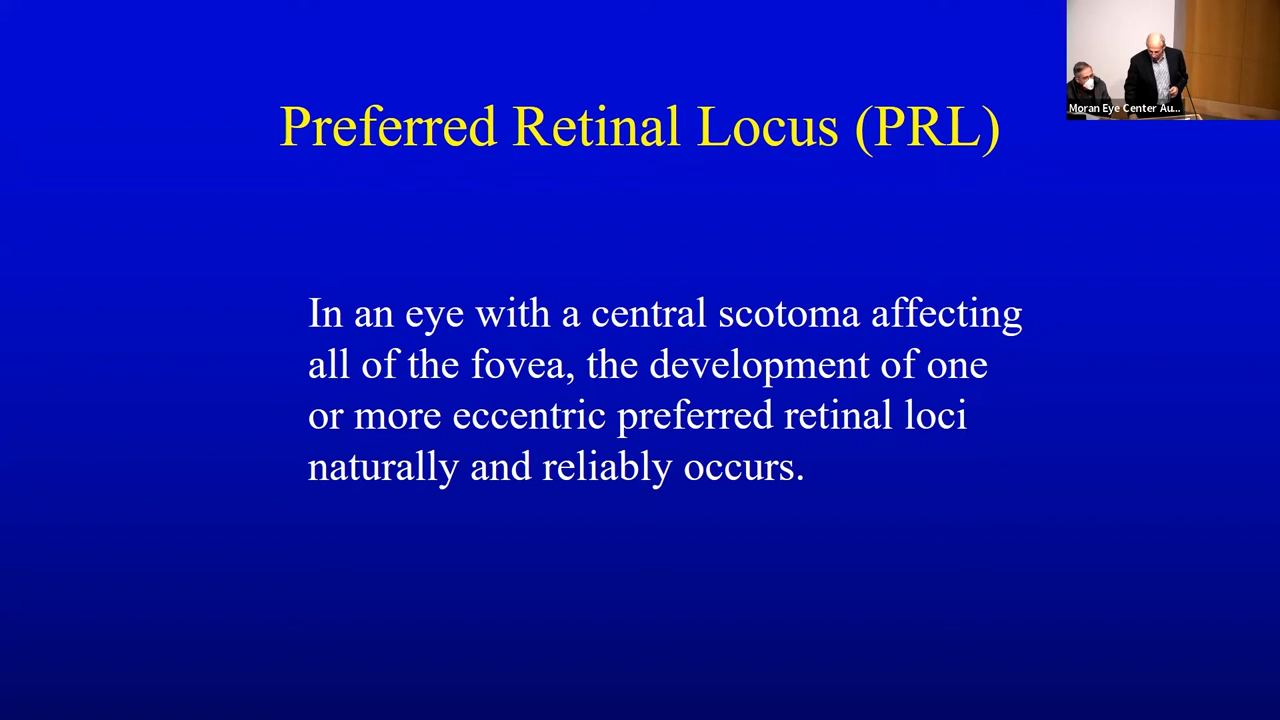 Preferred Retinal Locus (PRL)
Moran Eye Center Au...
In an eye with a central scotoma affecting
all of the fovea, the development of one
or more eccentric preferred retinal loci
naturally and reliably occurs.